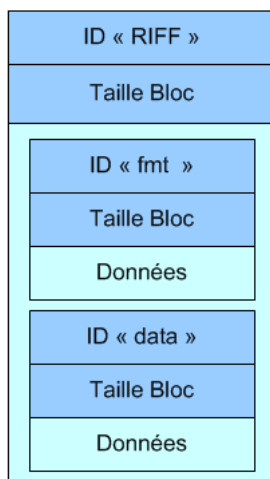 ID « RIFF »
Taille Bloc
ID « fmt  »
Taille Bloc
Données
ID « data »
Taille Bloc
Données